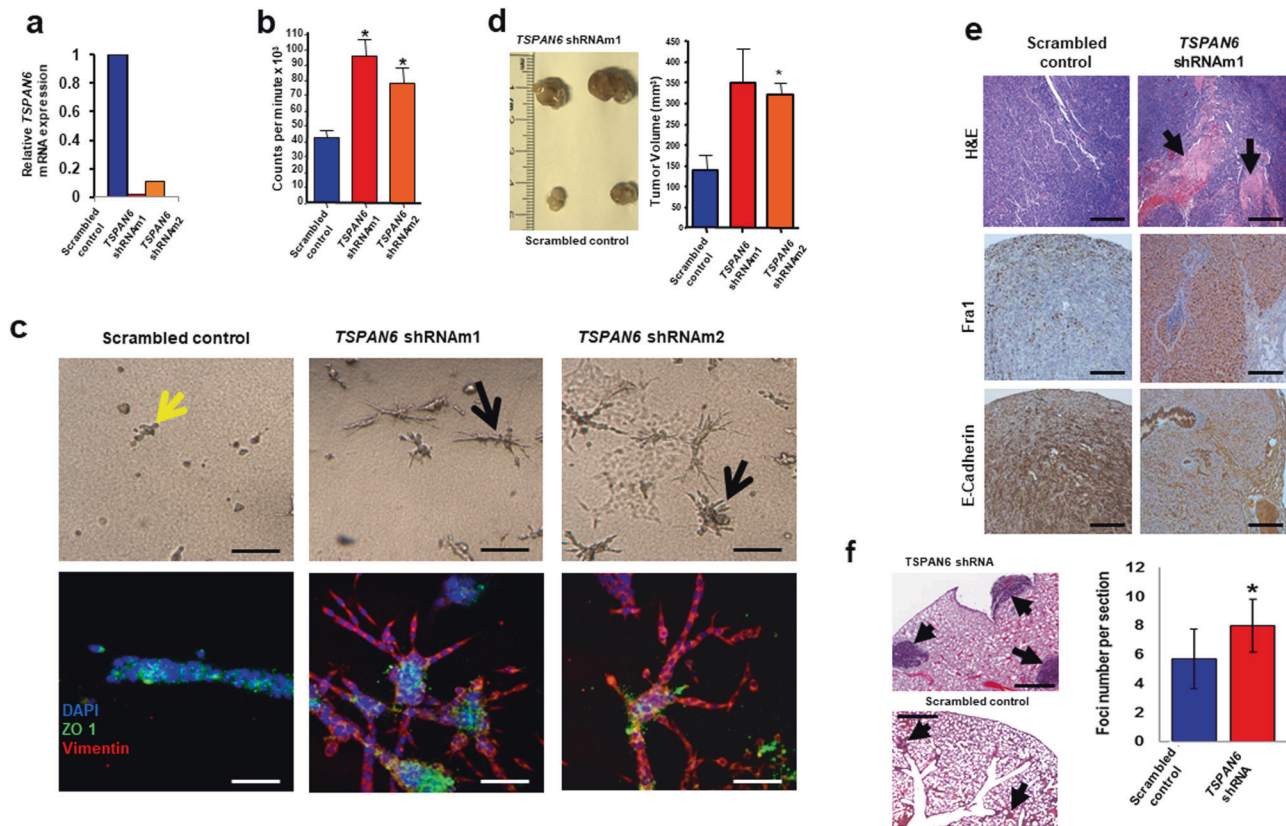 a
Relative TSPAN6
mRNA expression
1
0.8
0.6
0.4
0.2
0
Scrambled
control
TSPAN6
shRNAm1
TSPAN6
shRNAm2
b
Counts per minute x 10³
110
100
90
80
70
60
50
40
30
20
10
0
*
*
Scrambled
control
TSPAN6
shRNAm1
TSPAN6
shRNAm2
d
TSPAN6 shRNAm1
Scrambled control
Tumor Volume (mm³)
450
400
350
300
250
200
150
100
50
0
*
Scrambled
control
TSPAN6
shRNAm1
TSPAN6
shRNAm2
e
Scrambled
control
TSPAN6
shRNAm1
H&E
Fra1
E-Cadherin
c
Scrambled control
TSPAN6 shRNAm1
TSPAN6 shRNAm2
DAPI
ZO 1
Vimentin
f
TSPAN6 shRNA
Scrambled control
Foci number per section
12
10
8
6
4
2
0
*
Scrambled
control
TSPAN6
shRNA